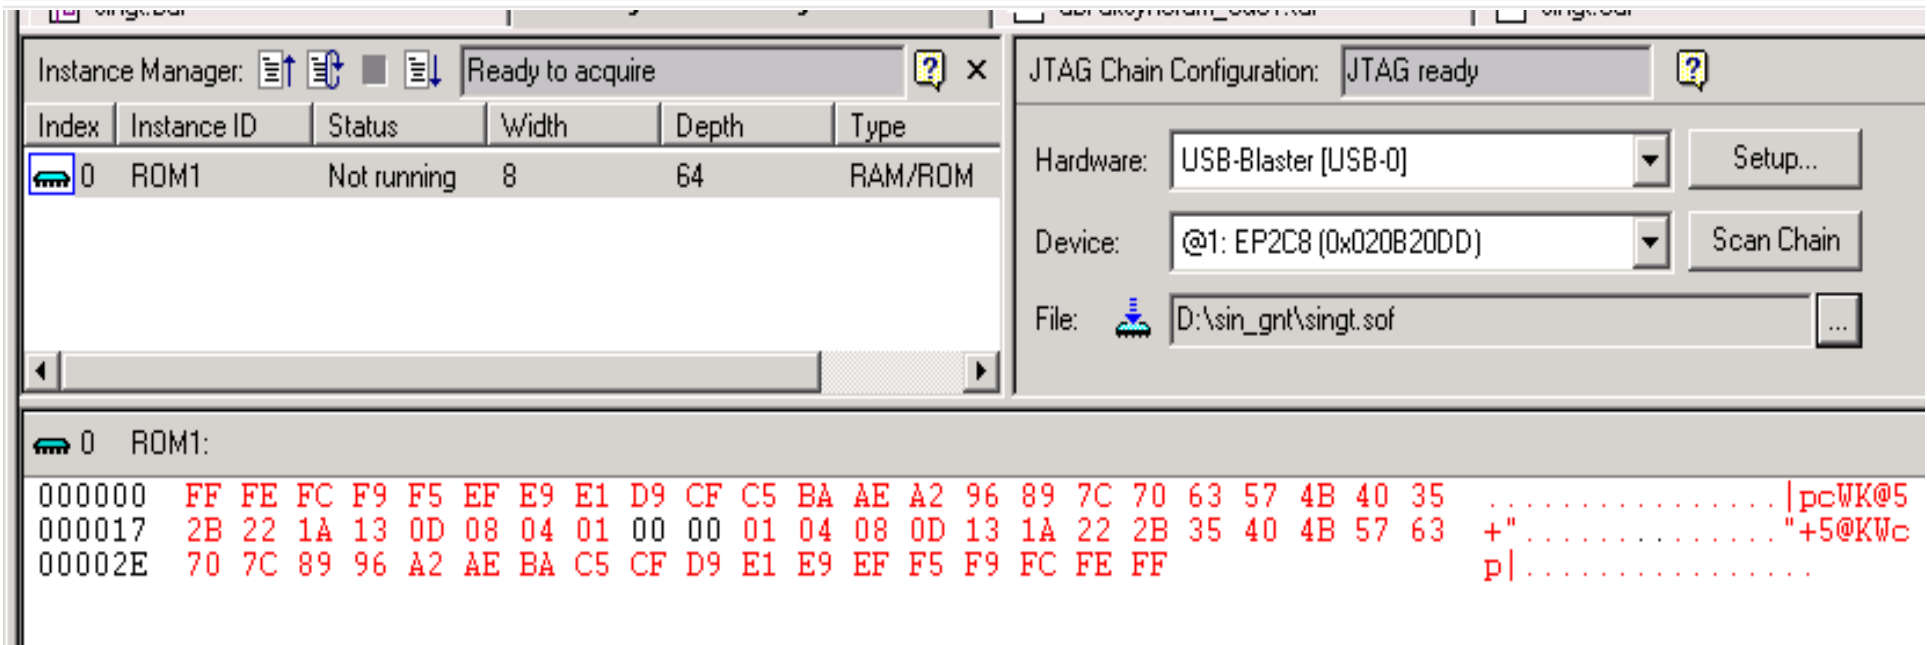 Instance Manager: Ready to acquire
Index Instance ID Status Width Depth Type
0 ROM1 Not running 8 64 RAM/ROM
JTAG Chain Configuration: JTAG ready
Hardware: USB-Blaster [USB-0] Setup...
Device: @1: EP2C8 (0x020B20DD) Scan Chain
File: D:\sin_gnt\singt.sof ...
0 ROM1:
000000 FF FE FC F9 F5 EF E9 E1 D9 CF C5 BA AE A2 96 89 7C 70 63 57 4B 40 35 ................|pcWK@5
000017 2B 22 1A 13 0D 08 04 01 00 00 01 04 08 0D 13 1A 22 2B 35 40 4B 57 63 +".............."+5@KWc
00002E 70 7C 89 96 A2 AE BA C5 CF D9 E1 E9 EF F5 F9 FC FE FF p|................